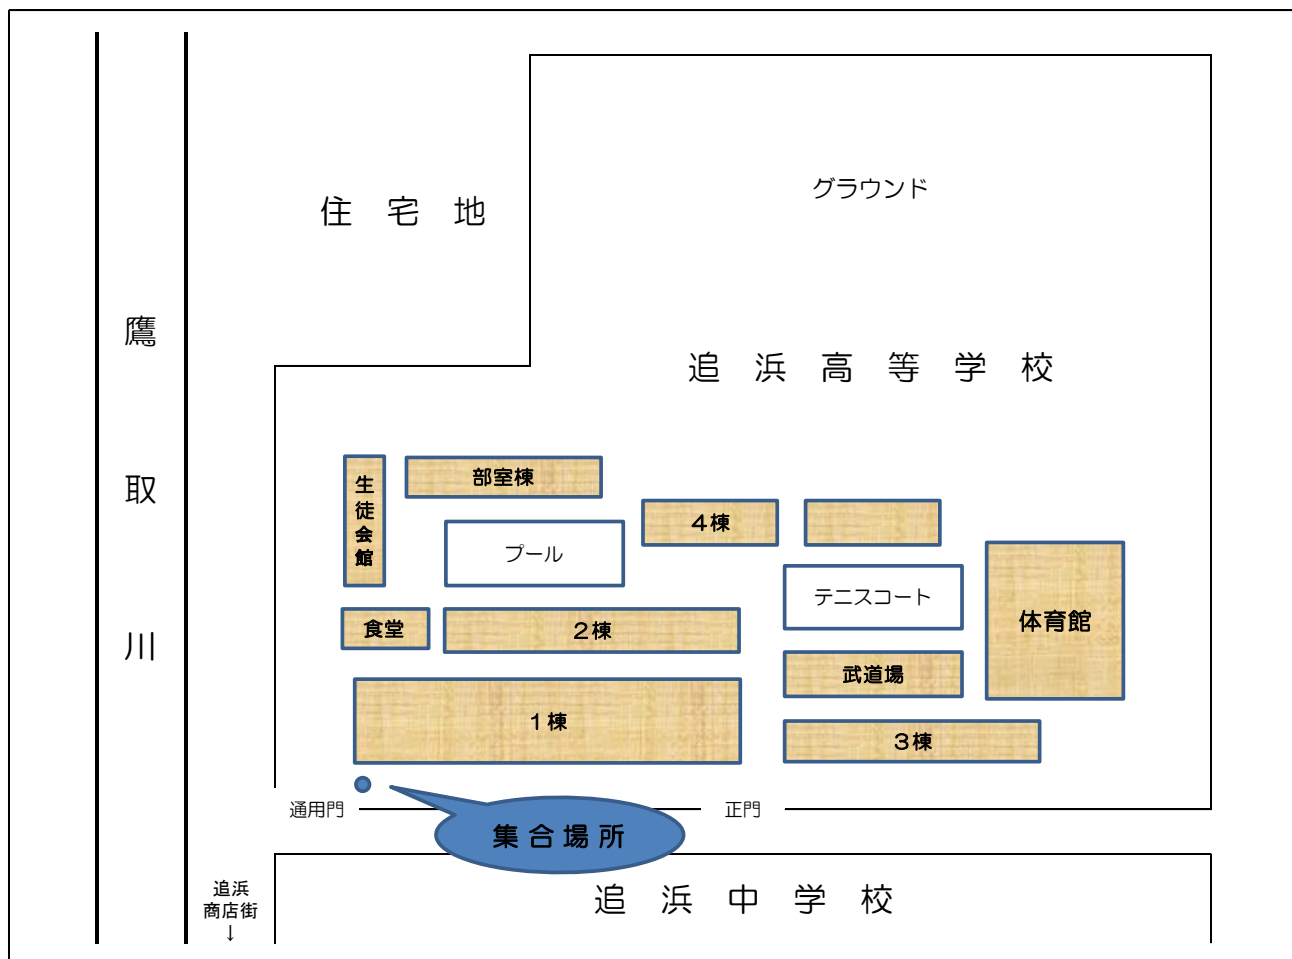 グラウンド
住宅地
鷹取川
追浜高等学校
生徒会館
部室棟
4棟
プール
テニスコート
体育館
食堂
2棟
武道場
1棟
3棟
通用門
正門
集合場所
追浜
商店街
↓
追浜中学校